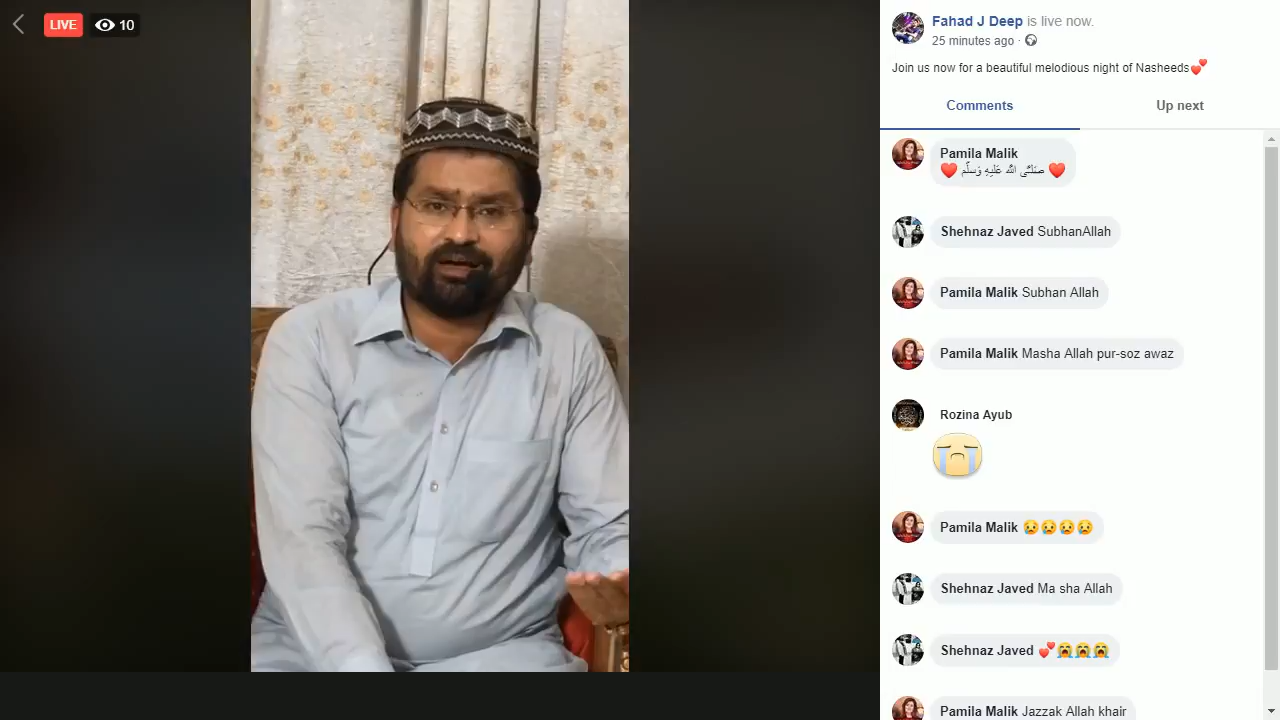 LIVE 10
Fahad J Deep is live now.
25 minutes ago ·
Join us now for a beautiful melodious night of Nasheeds💕
Comments
Up next
Pamila Malik
❤️ صَلَّى اللّٰه عَلَيهِ وَسَلَّم ❤️
Shehnaz Javed SubhanAllah
Pamila Malik Subhan Allah
Pamila Malik Masha Allah pur-soz awaz
Rozina Ayub
Pamila Malik 😥😥😥😥
Shehnaz Javed Ma sha Allah
Shehnaz Javed 💕😭😭😭
Pamila Malik Jazzak Allah khair